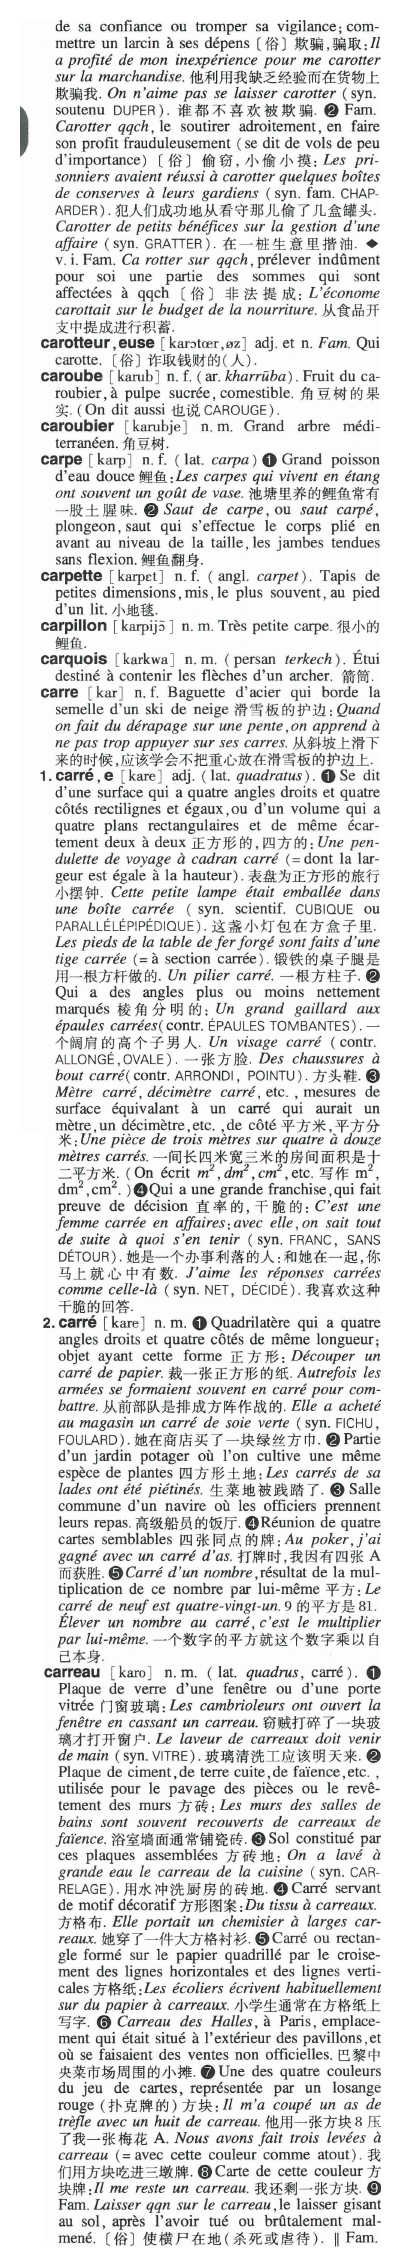 de sa confiance ou tromper sa vigilance; com-
mettre un larcin à ses dépens〔俗〕欺骗,骗取:Il
a profité de mon inexpérience pour me carotter
sur la marchandise. 他利用我缺乏经验而在货物上
欺骗我. On n'aime pas se laisser carotter (syn.
soutenu DUPER). 谁都不喜欢被欺骗. ❷ Fam.
Carotter qqch, le soutirer adroitement, en faire
son profit frauduleusement (se dit de vols de peu
d'importance)〔俗〕偷窃,小偷小摸: Les pri-
sonniers avaient réussi à carotter quelques boîtes
de conserves à leurs gardiens (syn. fam. CHAP-
ARDER). 犯人们成功地从看守那儿偷了几盒罐头.
Carotter de petits bénéfices sur la gestion d'une
affaire (syn. GRATTER). 在一桩生意里揩油. ◆
v. i. Fam. Ca rotter sur qqch, prélever indûment
pour soi une partie des sommes qui sont
affectées à qqch〔俗〕非法提成: L'économe
carottait sur le budget de la nourriture. 从食品开
支中提成进行积蓄.
carotteur, euse [karɔtœr,øz] adj. et n. Fam. Qui
carotte.〔俗〕诈取钱财的(人).
caroube [karub] n. f. (ar. kharrūba). Fruit du ca-
roubier, à pulpe sucrée, comestible. 角豆树的果
实. (On dit aussi 也说 CAROUGE).
caroubier [karubje] n. m. Grand arbre médi-
terranéen. 角豆树.
carpe [karp] n. f. (lat. carpa) ❶ Grand poisson
d'eau douce 鲤鱼: Les carpes qui vivent en étang
ont souvent un goût de vase. 池塘里养的鲤鱼常有
一股土腥味. ❷ Saut de carpe, ou saut carpé,
plongeon, saut qui s'effectue le corps plié en
avant au niveau de la taille, les jambes tendues
sans flexion. 鲤鱼翻身.
carpette [karpet] n. f. (angl. carpet). Tapis de
petites dimensions, mis, le plus souvent, au pied
d'un lit. 小地毯.
carpillon [karpijɔ̃] n. m. Très petite carpe. 很小的
鲤鱼.
carquois [karkwa] n. m. (persan terkech). Étui
destiné à contenir les flèches d'un archer. 箭筒.
carre [kar] n. f. Baguette d'acier qui borde la
semelle d'un ski de neige 滑雪板的护边: Quand
on fait du dérapage sur une pente, on apprend à
ne pas trop appuyer sur ses carres. 从斜坡上滑下
来的时候,应该学会不把重心放在滑雪板的护边上.
1. carré, e [kare] adj. (lat. quadratus). ❶ Se dit
d'une surface qui a quatre angles droits et quatre
côtés rectilignes et égaux, ou d'un volume qui a
quatre plans rectangulaires et de même écar-
tement deux à deux 正方形的,四方的: Une pen-
dulette de voyage à cadran carré (= dont la lar-
geur est égale à la hauteur). 表盘为正方形的旅行
小摆钟. Cette petite lampe était emballée dans
une boîte carrée (syn. scientif. CUBIQUE ou
PARALLÉLÉPIPÉDIQUE). 这盏小灯包在方盒子里.
Les pieds de la table de fer forgé sont faits d'une
tige carrée (= à section carrée). 锻铁的桌子腿是
用一根方杆做的. Un pilier carré. 一根方柱子. ❷
Qui a des angles plus ou moins nettement
marqués 棱角分明的: Un grand gaillard aux
épaules carrées (contr. ÉPAULES TOMBANTES). 一
个阔肩的高个子男人. Un visage carré (contr.
ALLONGÉ, OVALE). 一张方脸. Des chaussures à
bout carré (contr. ARRONDI, POINTU). 方头鞋. ❸
Mètre carré, décimètre carré, etc., mesures de
surface équivalant à un carré qui aurait un
mètre, un décimètre, etc., de côté 平方米,平方分
米: Une pièce de trois mètres sur quatre à douze
mètres carrés. 一间长四米宽三米的房间面积是十
二平方米. (On écrit m², dm², cm², etc. 写作 m²,
dm², cm².) ❹Qui a une grande franchise, qui fait
preuve de décision 直率的,干脆的: C'est une
femme carrée en affaires: avec elle, on sait tout
de suite à quoi s'en tenir (syn. FRANC, SANS
DÉTOUR). 她是一个办事利落的人:和她在一起,你
马上就心中有数. J'aime les réponses carrées
comme celle-là (syn. NET, DÉCIDÉ). 我喜欢这种
干脆的回答.
2. carré [kare] n. m. ❶ Quadrilatère qui a quatre
angles droits et quatre côtés de même longueur;
objet ayant cette forme 正方形: Découper un
carré de papier. 裁一张正方形的纸. Autrefois les
armées se formaient souvent en carré pour com-
battre. 从前部队是排成方阵作战的. Elle a acheté
au magasin un carré de soie verte (syn. FICHU,
FOULARD). 她在商店买了一块绿丝方巾. ❷ Partie
d'un jardin potager où l'on cultive une même
espèce de plantes 四方形土地: Les carrés de sa
lades ont été piétinés. 生菜地被践踏了. ❸ Salle
commune d'un navire où les officiers prennent
leurs repas. 高级船员的饭厅. ❹Réunion de quatre
cartes semblables 四张同点的牌: Au poker, j'ai
gagné avec un carré d'as. 打牌时,我因有四张 A
而获胜. ❺ Carré d'un nombre, résultat de la mul-
tiplication de ce nombre par lui-même 平方: Le
carré de neuf est quatre-vingt-un. 9 的平方是 81.
Élever un nombre au carré, c'est le multiplier
par lui-même. 一个数字的平方就这个数字乘以自
己本身.
carreau [karo] n. m. (lat. quadrus, carré). ❶
Plaque de verre d'une fenêtre ou d'une porte
vitrée 门窗玻璃: Les cambrioleurs ont ouvert la
fenêtre en cassant un carreau. 窃贼打碎了一块玻
璃才打开窗户. Le laveur de carreaux doit venir
de main (syn. VITRE). 玻璃清洗工应该明天来. ❷
Plaque de ciment, de terre cuite, de faïence, etc.,
utilisée pour le pavage des pièces ou le revê-
tement des murs 方砖: Les murs des salles de
bains sont souvent recouverts de carreaux de
faïence. 浴室墙面通常铺瓷砖. ❸ Sol constitué par
ces plaques assemblées 方砖地: On a lavé à
grande eau le carreau de la cuisine (syn. CAR-
RELAGE). 用水冲洗厨房的砖地. ❹ Carré servant
de motif décoratif 方形图案: Du tissu à carreaux.
方格布. Elle portait un chemisier à larges car-
reaux. 她穿了一件大方格衬衫. ❺ Carré ou rectan-
gle formé sur le papier quadrillé par le croise-
ment des lignes horizontales et des lignes verti-
cales 方格纸: Les écoliers écrivent habituellement
sur du papier à carreaux. 小学生通常在方格纸上
写字. ❻ Carreau des Halles, à Paris, emplace-
ment qui était situé à l'extérieur des pavillons, et
où se faisaient des ventes non officielles. 巴黎中
央菜市场周围的小摊. ❼ Une des quatre couleurs
du jeu de cartes, représentée par un losange
rouge (扑克牌的)方块: Il m'a coupé un as de
trèfle avec un huit de carreau. 他用一张方块 8 压
了我一张梅花 A. Nous avons fait trois levées à
carreau (= avec cette couleur comme atout). 我
们用方块吃进三墩牌. ❽ Carte de cette couleur 方
块牌: Il me reste un carreau. 我还剩一张方块. ❾
Fam. Laisser qqn sur le carreau, le laisser gisant
au sol, après l'avoir tué ou brûtalement mal-
mené.〔俗〕使横尸在地(杀死或虐待). ‖ Fam.